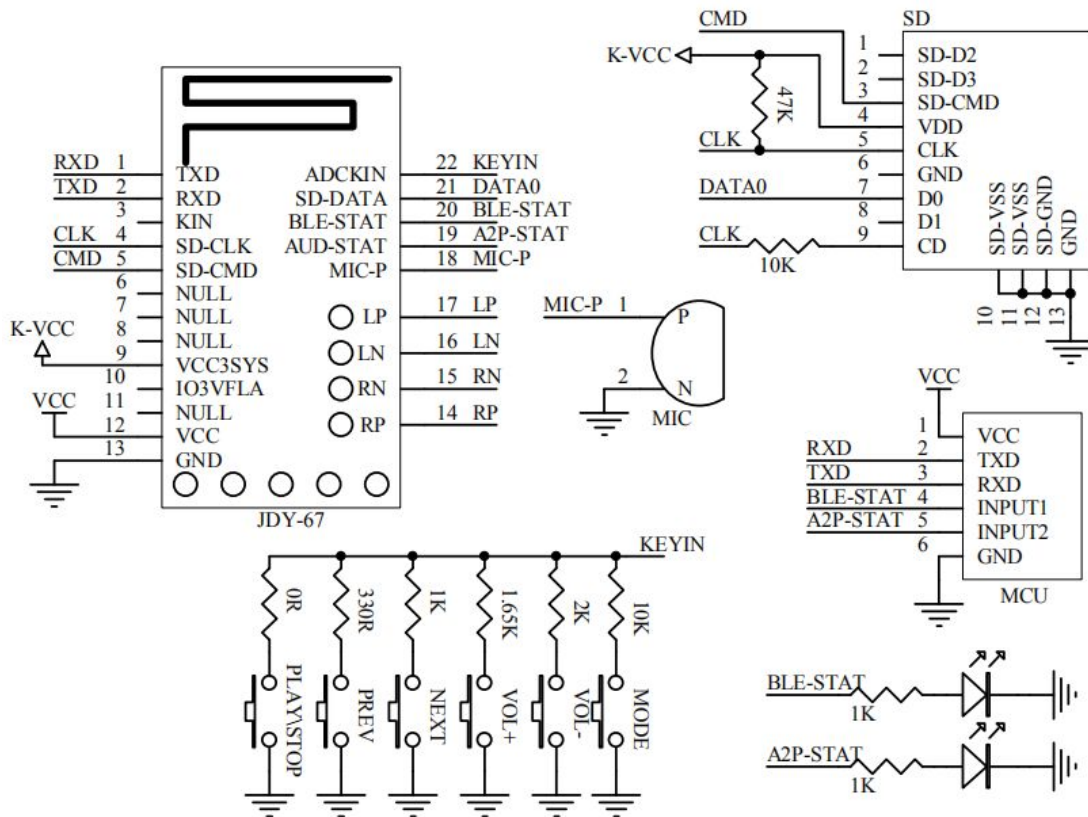 CMD
SD
K-VCC
47K
CLK
DATA0
CLK
10K
1 SD-D2
2 SD-D3
3 SD-CMD
4 VDD
5 CLK
6 GND
7 D0
8 D1
9 CD
SD-VSS
SD-VSS
SD-GND
GND
10
11
12
13
RXD 1 TXD
TXD 2 RXD
3 KIN
CLK 4 SD-CLK
CMD 5 SD-CMD
6 NULL
7 NULL
8 NULL
K-VCC
9 VCC3SYS
10 IO3VFLA
11 NULL
VCC
12 VCC
13 GND
ADCKIN 22 KEYIN
SD-DATA 21 DATA0
BLE-STAT 20 BLE-STAT
AUD-STAT 19 A2P-STAT
MIC-P 18 MIC-P
LP 17 LP
LN 16 LN
RN 15 RN
RP 14 RP
JDY-67
MIC-P 1 P
2 N
MIC
VCC
1 VCC
RXD 2 TXD
TXD 3 RXD
BLE-STAT 4 INPUT1
A2P-STAT 5 INPUT2
6 GND
MCU
KEYIN
0R
330R
1K
1.65K
2K
10K
PLAY\STOP
PREV
NEXT
VOL+
VOL-
MODE
BLE-STAT
1K
A2P-STAT
1K